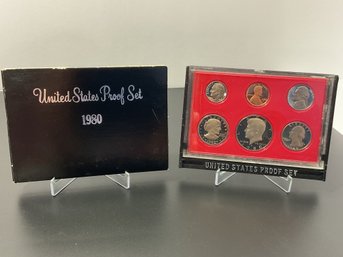 United States Proof Set
1980
UNITED STATES PROOF SET